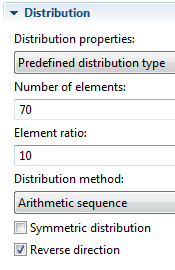 Distribution
Distribution properties:
Predefined distribution type
Number of elements:
70
Element ratio:
10
Distribution method:
Arithmetic sequence
Symmetric distribution
Reverse direction